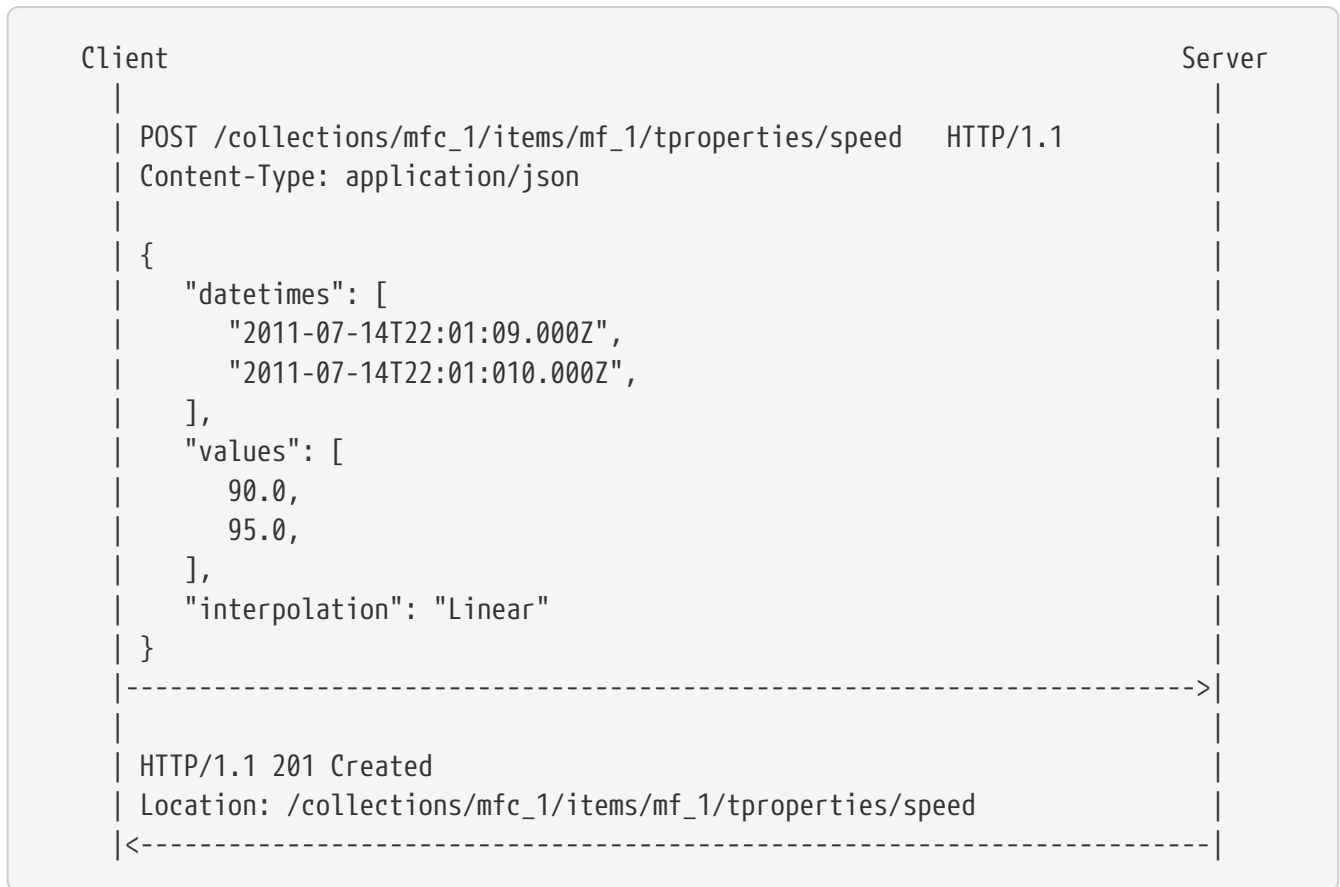 Client Server
| |
| POST /collections/mfc_1/items/mf_1/tproperties/speed HTTP/1.1 |
| Content-Type: application/json |
| |
| { |
| "datetimes": [ |
| "2011-07-14T22:01:09.000Z", |
| "2011-07-14T22:01:010.000Z", |
| ], |
| "values": [ |
| 90.0, |
| 95.0, |
| ], |
| "interpolation": "Linear" |
| } |
|------------------------------------------------------------------------->|
| |
| HTTP/1.1 201 Created |
| Location: /collections/mfc_1/items/mf_1/tproperties/speed |
|<-------------------------------------------------------------------------|